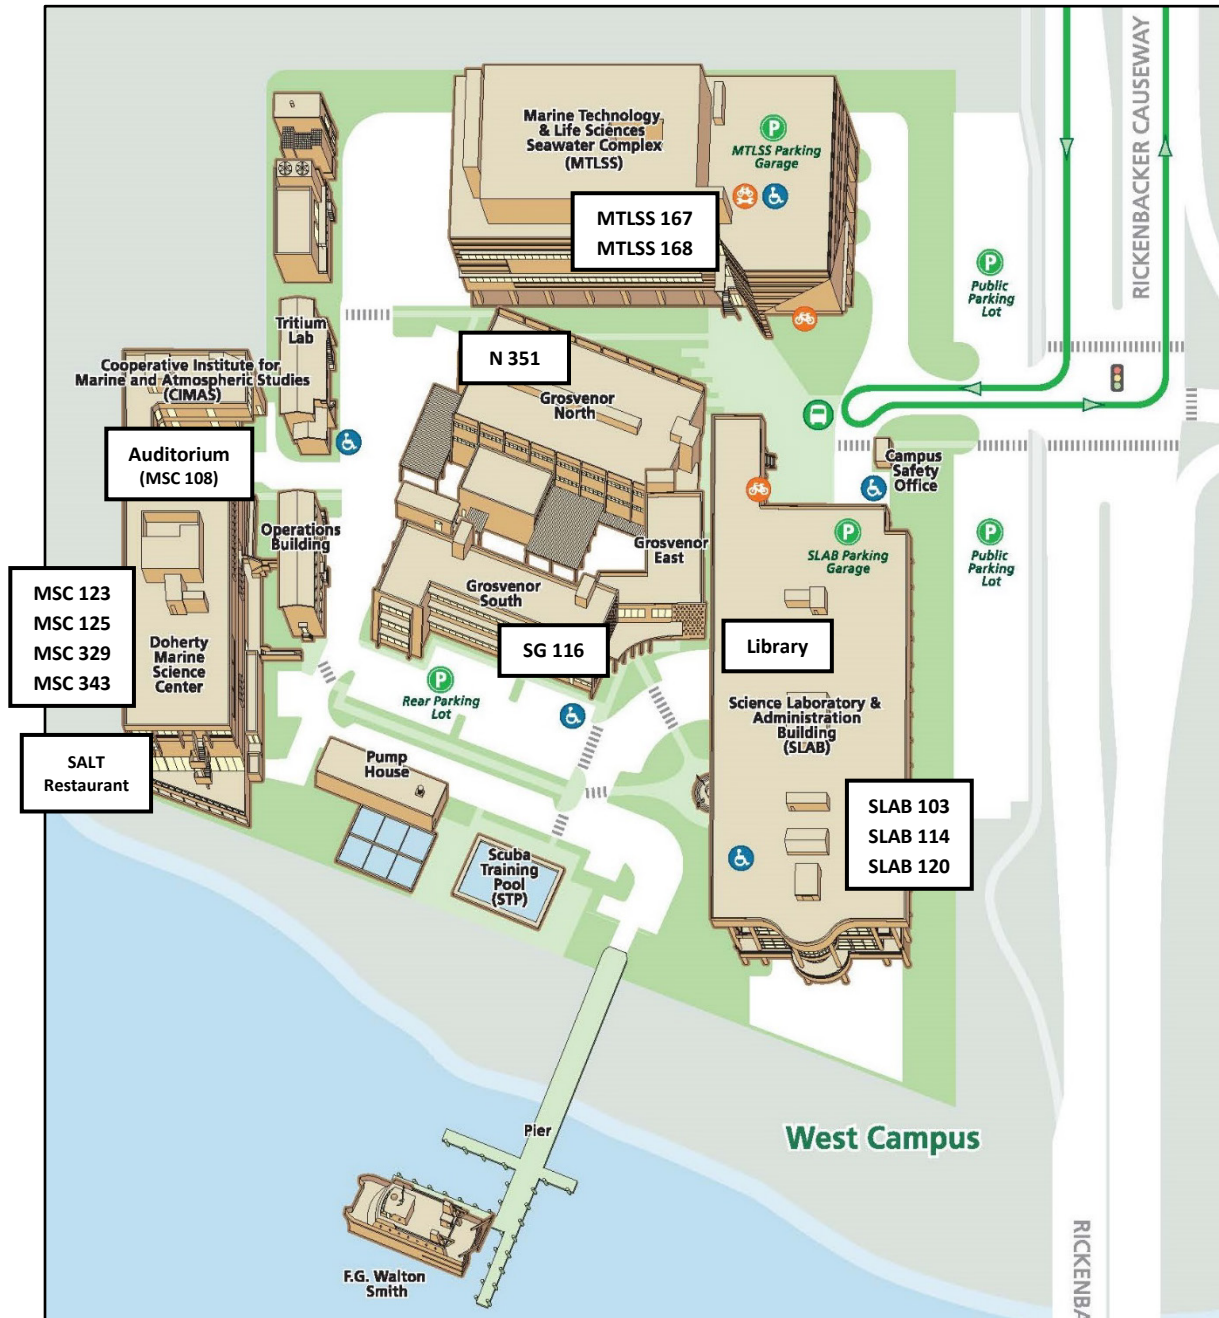 Marine Technology
& Life Sciences
Seawater Complex
(MTLSS)
P
MTLSS Parking
Garage
MTLSS 167
MTLSS 168
RICKENBACKER CAUSEWAY
P
Public
Parking
Lot
Tritium
Lab
Cooperative Institute for
Marine and Atmospheric Studies
(CIMAS)
N 351
Grosvenor
North
Auditorium
(MSC 108)
Campus
Safety
Office
Operations
Building
Grosvenor
East
P
SLAB Parking
Garage
P
Public
Parking
Lot
MSC 123
MSC 125
MSC 329
MSC 343
Doherty
Marine
Science
Center
Grosvenor
South
SG 116
Library
P
Rear Parking
Lot
Science Laboratory &
Administration
Building
(SLAB)
SALT
Restaurant
Pump
House
SLAB 103
SLAB 114
SLAB 120
Scuba
Training
Pool
(STP)
Pier
West Campus
F.G. Walton
Smith
RICKENBA